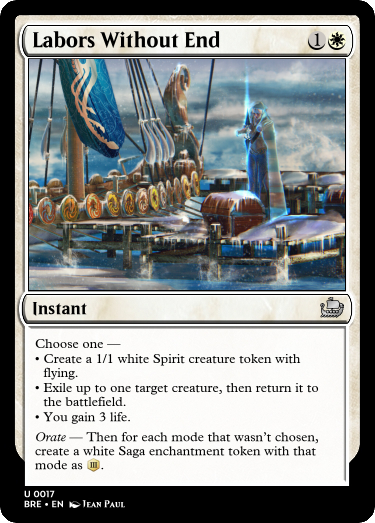 Labors Without End 1
Instant
Choose one —
• Create a 1/1 white Spirit creature token with
flying.
• Exile up to one target creature, then return it to
the battlefield.
• You gain 3 life.
Orate — Then for each mode that wasn't chosen,
create a white Saga enchantment token with that
mode as III.
U 0017
BRE • EN Jean Paul